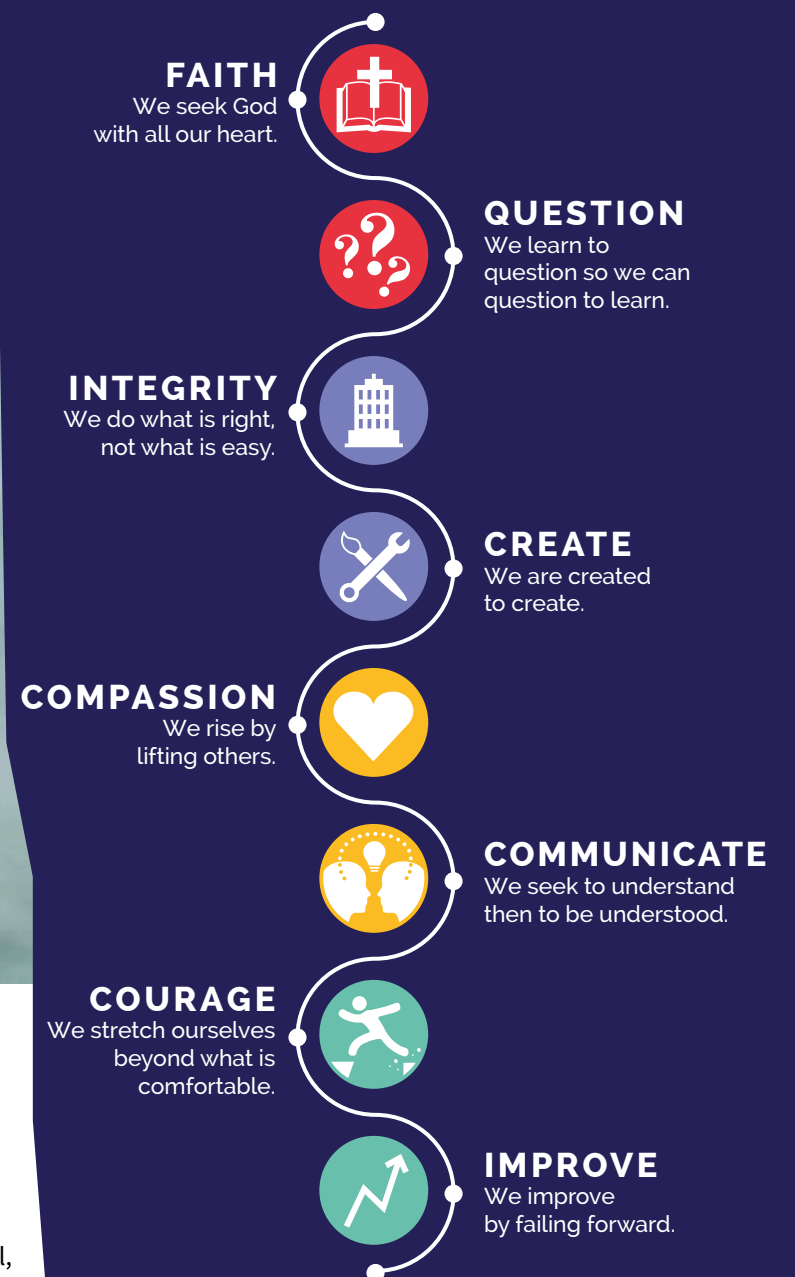 FAITH
We seek God
with all our heart.
QUESTION
We learn to
question so we can
question to learn.
INTEGRITY
We do what is right,
not what is easy.
CREATE
We are created
to create.
COMPASSION
We rise by
lifting others.
COMMUNICATE
We seek to understand
then to be understood.
COURAGE
We stretch ourselves
beyond what is
comfortable.
IMPROVE
We improve
by failing forward.